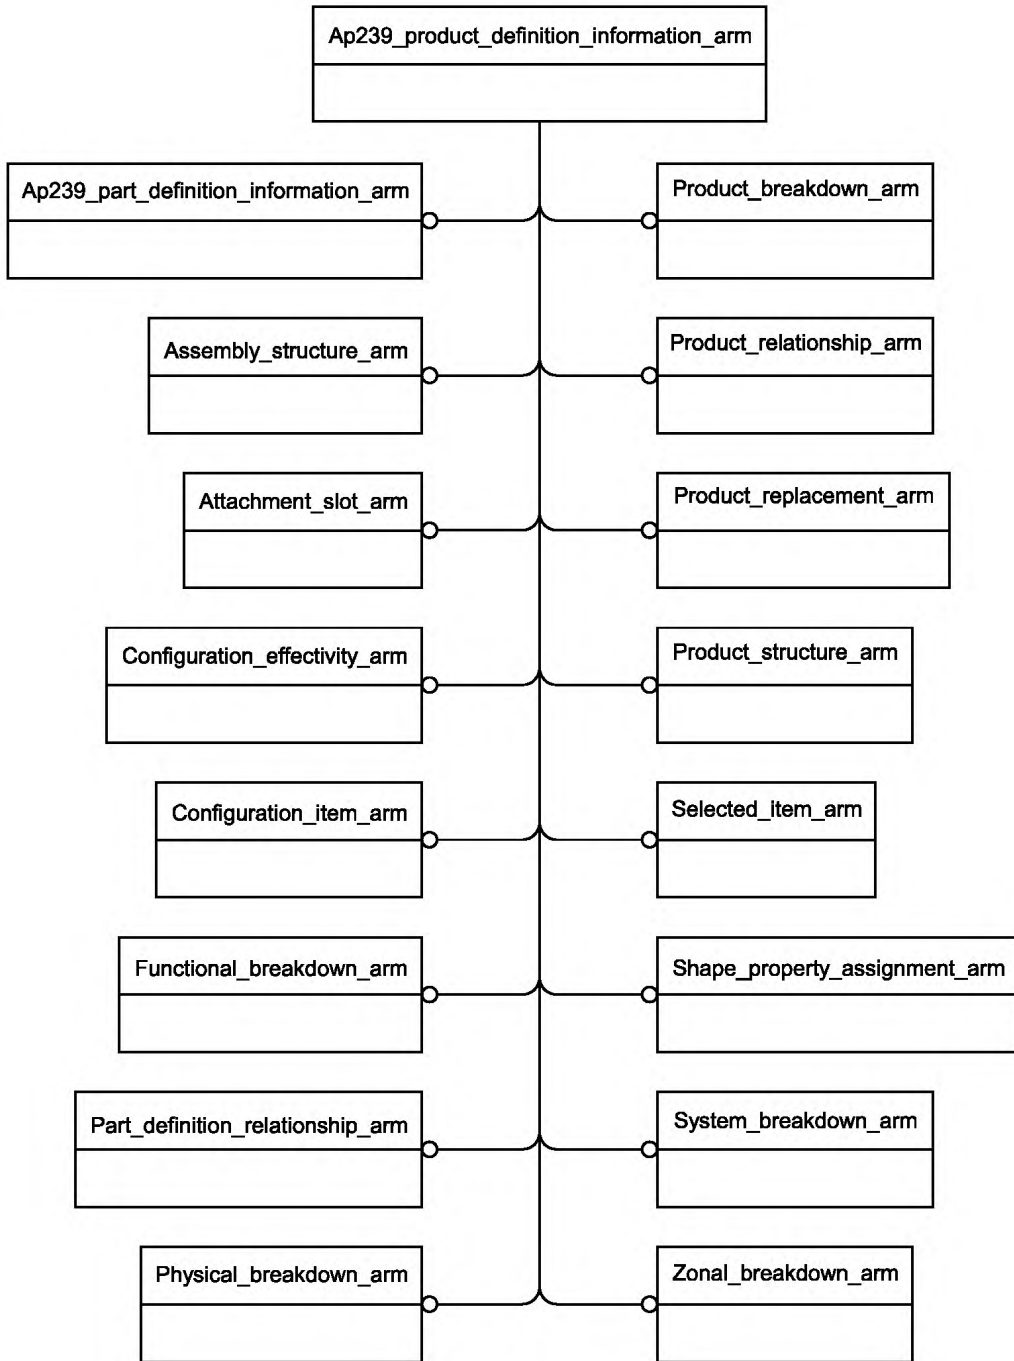 Ap239_product_definition_information_arm
Ap239_part_definition_information_arm
Product_breakdown_arm
Assembly_structure_arm
Product_relationship_arm
Attachment_slot_arm
Product_replacement_arm
Configuration_effectivity_arm
Product_structure_arm
Configuration_item_arm
Selected_item_arm
Functional_breakdown_arm
Shape_property_assignment_arm
Part_definition_relationship_arm
System_breakdown_arm
Physical_breakdown_arm
Zonal_breakdown_arm